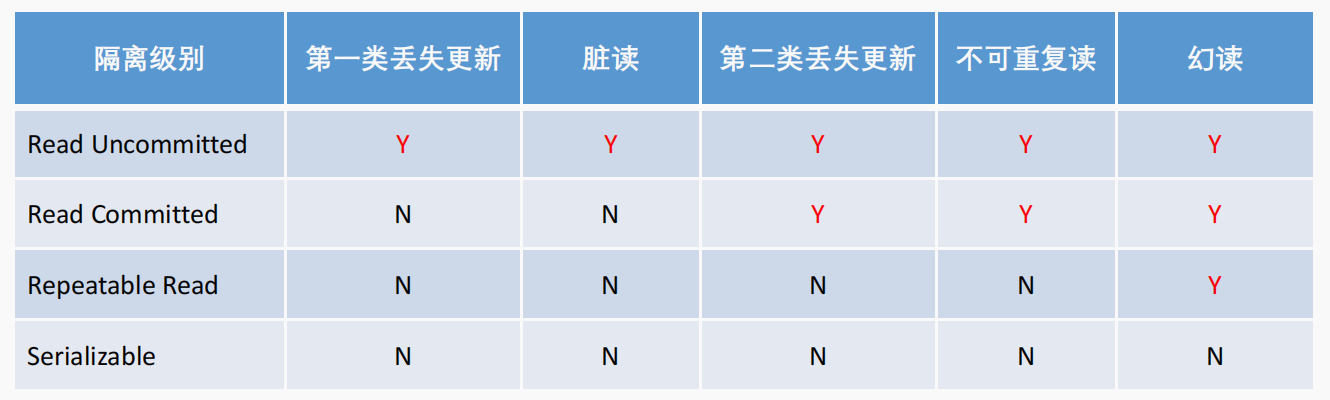 隔离级别 第一类丢失更新 脏读 第二类丢失更新 不可重复读 幻读
Read Uncommitted Y Y Y Y Y
Read Committed N N Y Y Y
Repeatable Read N N N N Y
Serializable N N N N N